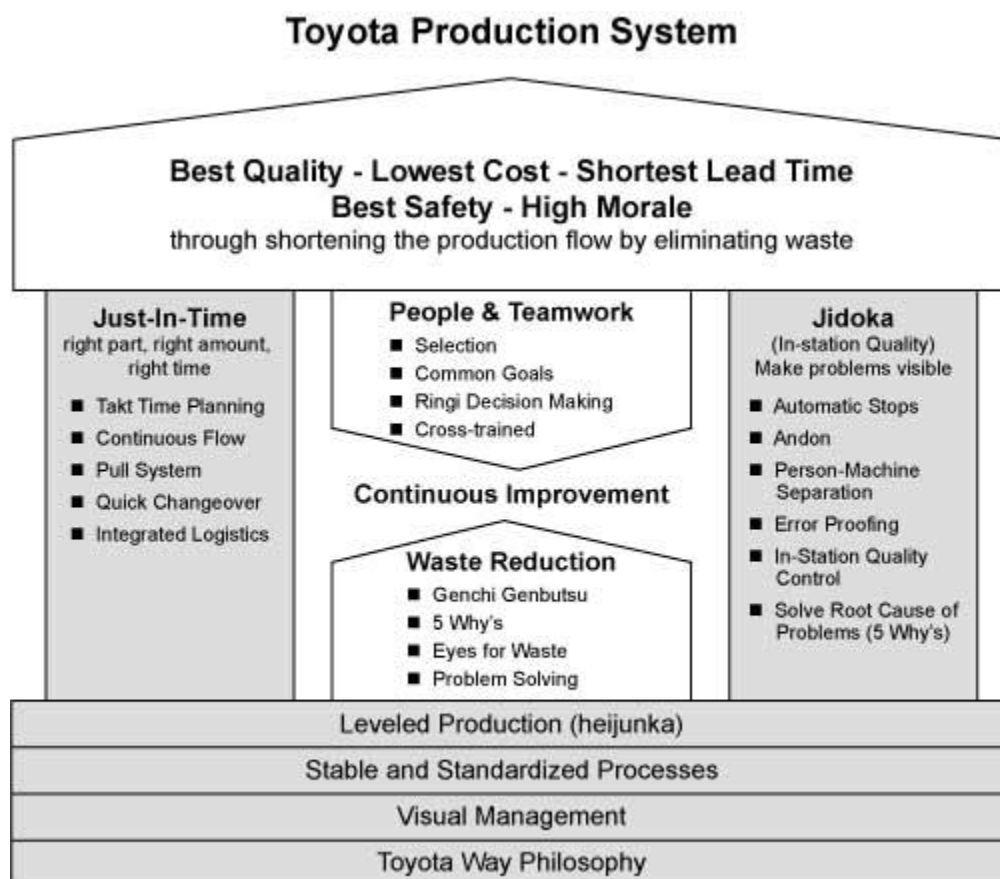 Toyota Production System
Best Quality - Lowest Cost - Shortest Lead Time
Best Safety - High Morale
through shortening the production flow by eliminating waste
Just-In-Time
right part, right amount,
right time
Takt Time Planning
Continuous Flow
Pull System
Quick Changeover
Integrated Logistics
People & Teamwork
Selection
Common Goals
Ringi Decision Making
Cross-trained
Continuous Improvement
Waste Reduction
Genchi Genbutsu
5 Why's
Eyes for Waste
Problem Solving
Jidoka
(In-station Quality)
Make problems visible
Automatic Stops
Andon
Person-Machine
Separation
Error Proofing
In-Station Quality
Control
Solve Root Cause of
Problems (5 Why's)
Leveled Production (heijunka)
Stable and Standardized Processes
Visual Management
Toyota Way Philosophy